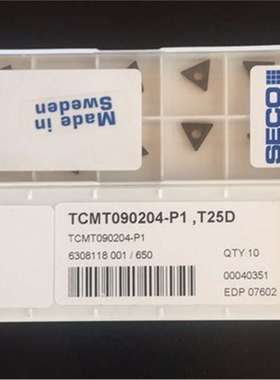 Made in
Sweden
SECO
TCMT090204-P1 ,T25D
TCMT090204-P1
6308118 001 / 650
QTY 10
00040351
EDP 07602